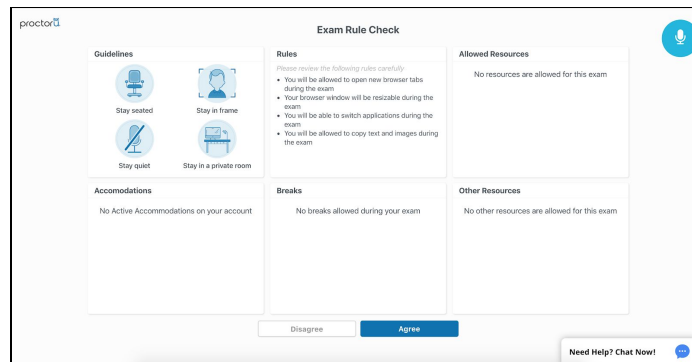 proctoru
Exam Rule Check
Guidelines
Stay seated
Stay in frame
Stay quiet
Stay in a private room
Rules
Please review the following rules carefully
• You will be allowed to open new browser tabs
during the exam
• Your browser window will be resizable during the
exam
• You will be able to switch applications during the
exam
• You will be allowed to copy text and images during
the exam
Allowed Resources
No resources are allowed for this exam
Accomodations
No Active Accommodations on your account
Breaks
No breaks allowed during your exam
Other Resources
No other resources are allowed for this exam
Disagree
Agree
Need Help? Chat Now!